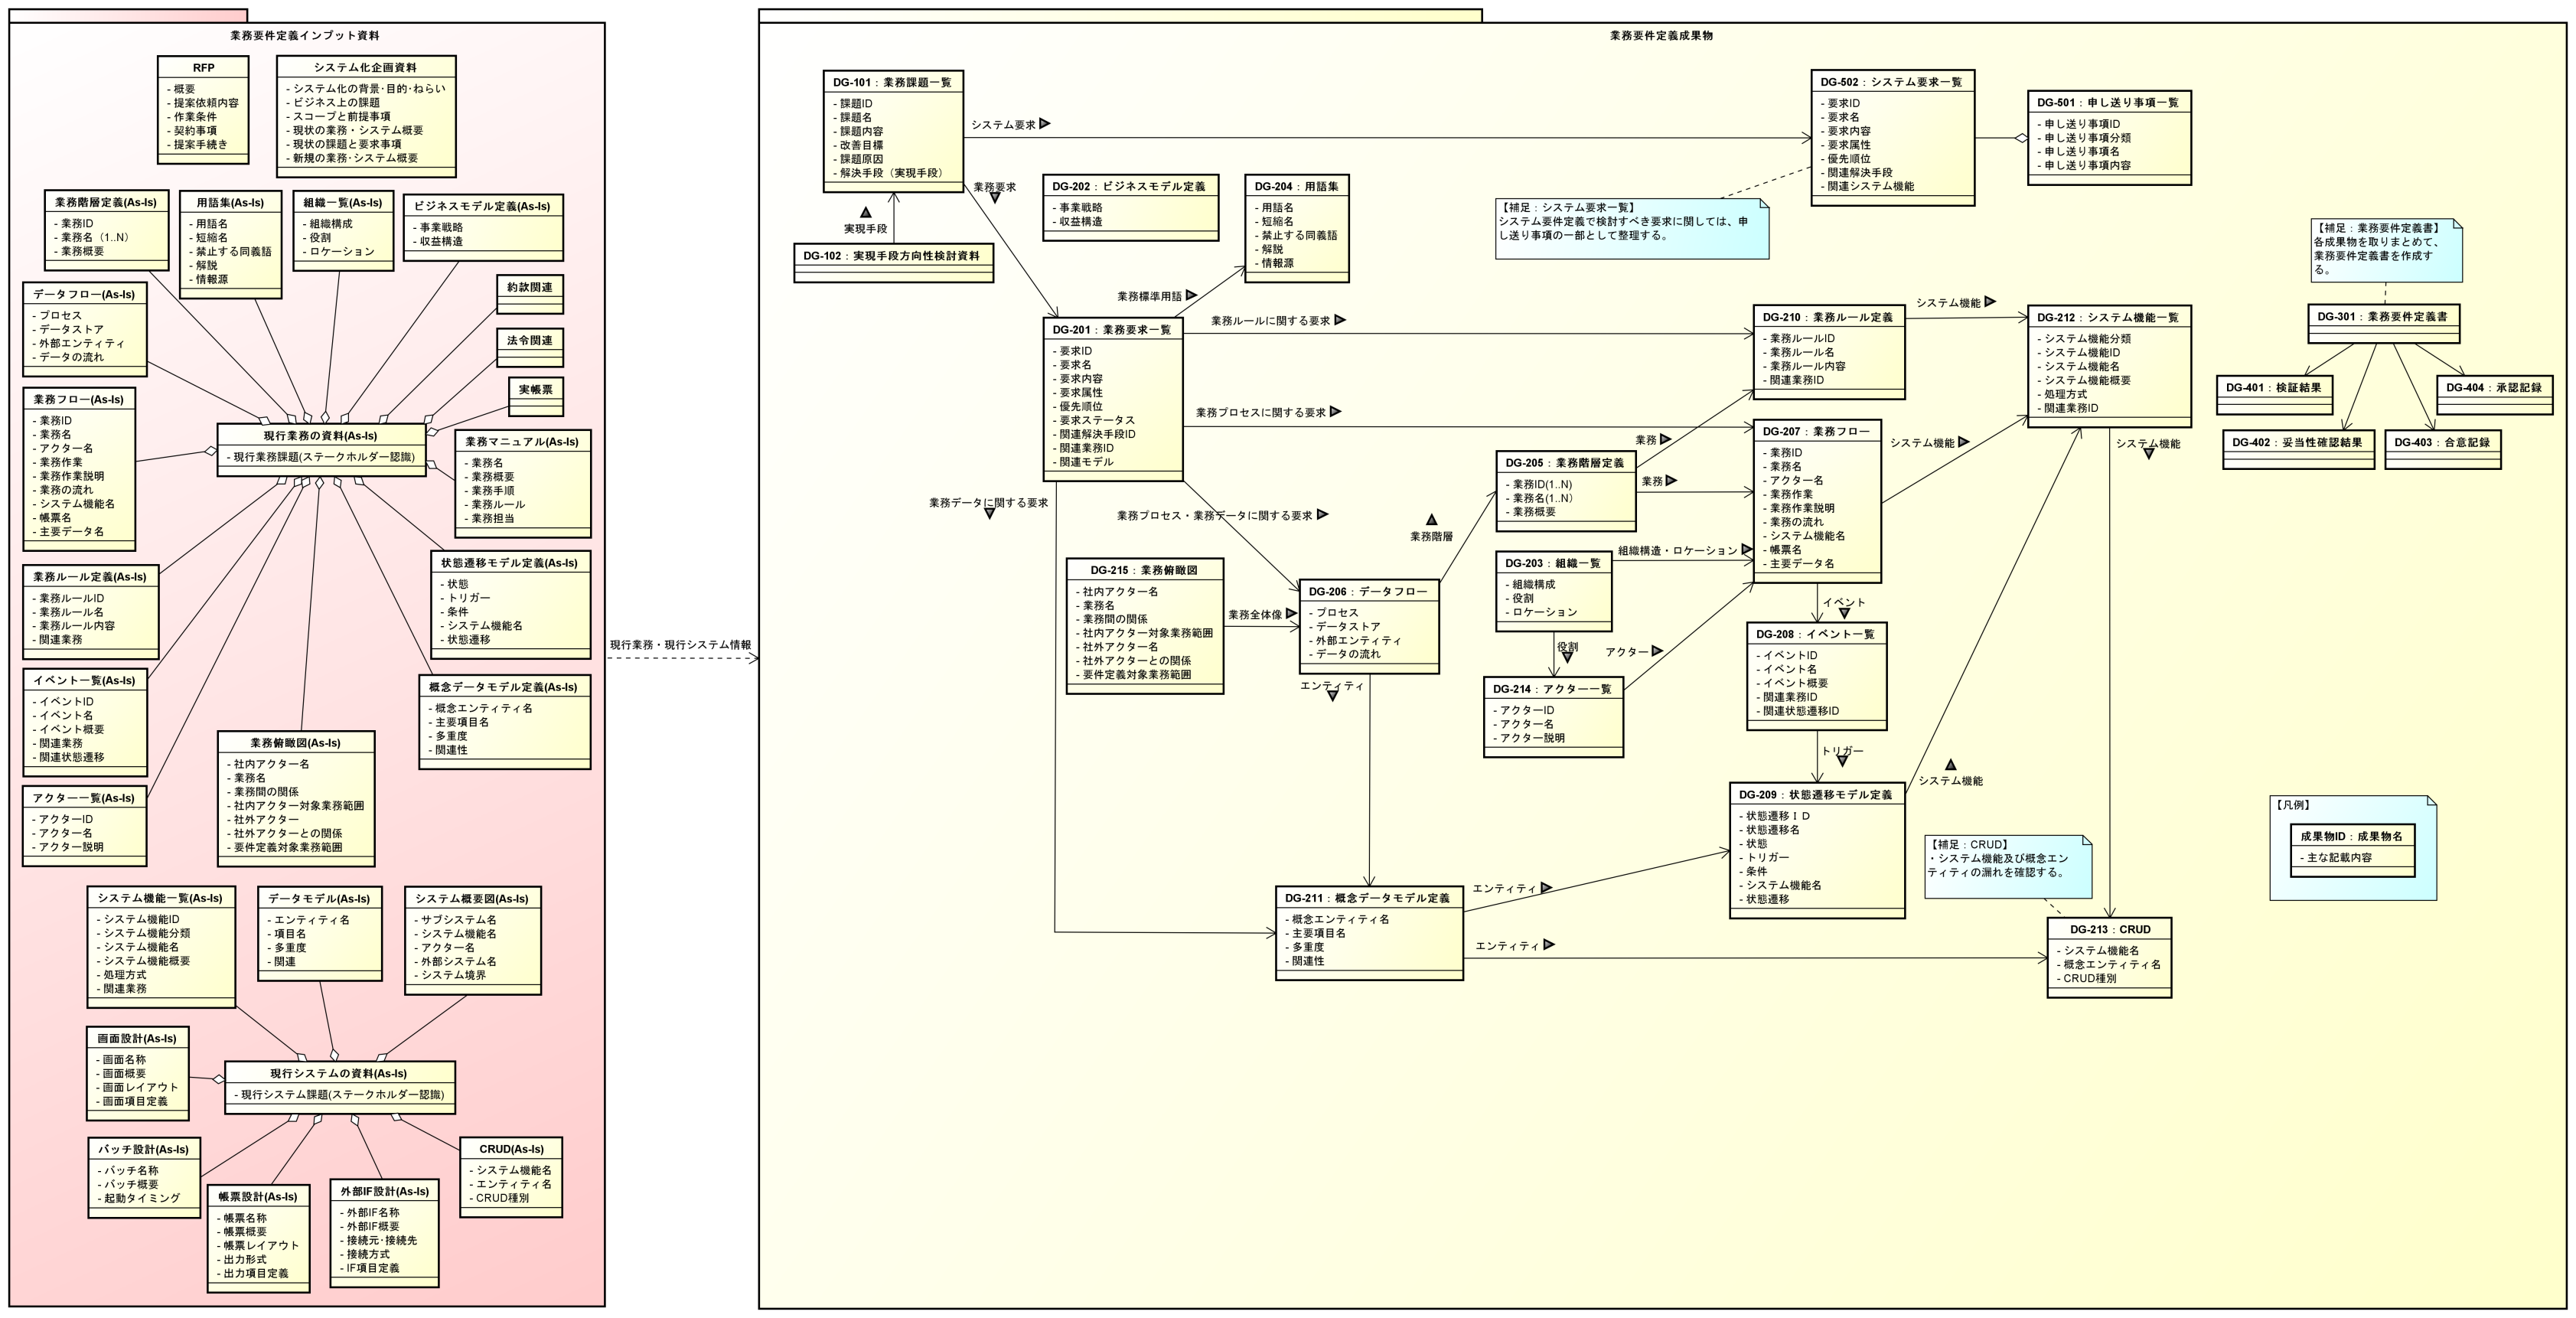 業務要件定義インプット資料
RFP
- 概要
- 提案依頼内容
- 作業条件
- 契約事項
- 提案手続き
システム化企画資料
- システム化の背景･目的･ねらい
- ビジネス上の課題
- スコープと前提事項
- 現状の業務・システム概要
- 現状の課題と要求事項
- 新規の業務･システム概要
業務階層定義(As-Is)
- 業務ID
- 業務名（1..N）
- 業務概要
用語集(As-Is)
- 用語名
- 短縮名
- 禁止する同義語
- 解説
- 情報源
組織一覧(As-Is)
- 組織構成
- 役割
- ロケーション
ビジネスモデル定義(As-Is)
- 事業戦略
- 収益構造
データフロー(As-Is)
- プロセス
- データストア
- 外部エンティティ
- データの流れ
約款関連
法令関連
実帳票
業務フロー(As-Is)
- 業務ID
- 業務名
- アクター名
- 業務作業
- 業務作業説明
- 業務の流れ
- システム機能名
- 帳票名
- 主要データ名
現行業務の資料(As-Is)
- 現行業務課題(ステークホルダー認識)
業務マニュアル(As-Is)
- 業務名
- 業務概要
- 業務手順
- 業務ルール
- 業務担当
業務ルール定義(As-Is)
- 業務ルールID
- 業務ルール名
- 業務ルール内容
- 関連業務
状態遷移モデル定義(As-Is)
- 状態
- トリガー
- 条件
- システム機能名
- 状態遷移
イベント一覧(As-Is)
- イベントID
- イベント名
- イベント概要
- 関連業務
- 関連状態遷移
概念データモデル定義(As-Is)
- 概念エンティティ名
- 主要項目名
- 多重度
- 関連性
業務俯瞰図(As-Is)
- 社内アクター名
- 業務名
- 業務間の関係
- 社内アクター対象業務範囲
- 社外アクター
- 社外アクターとの関係
- 要件定義対象業務範囲
アクター一覧(As-Is)
- アクターID
- アクター名
- アクター説明
システム機能一覧(As-Is)
- システム機能ID
- システム機能分類
- システム機能名
- システム機能概要
- 処理方式
- 関連業務
データモデル(As-Is)
- エンティティ名
- 項目名
- 多重度
- 関連
システム概要図(As-Is)
- サブシステム名
- システム機能名
- アクター名
- 外部システム名
- システム境界
画面設計(As-Is)
- 画面名称
- 画面概要
- 画面レイアウト
- 画面項目定義
現行システムの資料(As-Is)
- 現行システム課題(ステークホルダー認識)
バッチ設計(As-Is)
- バッチ名称
- バッチ概要
- 起動タイミング
帳票設計(As-Is)
- 帳票名称
- 帳票概要
- 帳票レイアウト
- 出力形式
- 出力項目定義
外部IF設計(As-Is)
- 外部IF名称
- 外部IF概要
- 接続元･接続先
- 接続方式
- IF項目定義
CRUD(As-Is)
- システム機能名
- エンティティ名
- CRUD種別
現行業務・現行システム情報
業務要件定義成果物
DG-101：業務課題一覧
- 課題ID
- 課題名
- 課題内容
- 改善目標
- 課題原因
- 解決手段（実現手段）
システム要求
業務要求
実現手段
DG-102：実現手段方向性検討資料
DG-202：ビジネスモデル定義
- 事業戦略
- 収益構造
DG-204：用語集
- 用語名
- 短縮名
- 禁止する同義語
- 解説
- 情報源
DG-502：システム要求一覧
- 要求ID
- 要求名
- 要求内容
- 要求属性
- 優先順位
- 関連解決手段
- 関連システム機能
DG-501：申し送り事項一覧
- 申し送り事項ID
- 申し送り事項分類
- 申し送り事項名
- 申し送り事項内容
【補足：システム要求一覧】
システム要件定義で検討すべき要求に関しては、申
し送り事項の一部として整理する。
【補足：業務要件定義書】
各成果物を取りまとめて、
業務要件定義書を作成す
る。
DG-301：業務要件定義書
DG-401：検証結果
DG-404：承認記録
DG-402：妥当性確認結果
DG-403：合意記録
業務標準用語
DG-201：業務要求一覧
- 要求ID
- 要求名
- 要求内容
- 要求属性
- 優先順位
- 要求ステータス
- 関連解決手段ID
- 関連業務ID
- 関連モデル
業務ルールに関する要求
業務プロセスに関する要求
業務データに関する要求
業務プロセス・業務データに関する要求
DG-210：業務ルール定義
- 業務ルールID
- 業務ルール名
- 業務ルール内容
- 関連業務ID
システム機能
DG-212：システム機能一覧
- システム機能分類
- システム機能ID
- システム機能名
- システム機能概要
- 処理方式
- 関連業務ID
DG-207：業務フロー
- 業務ID
- 業務名
- アクター名
- 業務作業
- 業務作業説明
- 業務の流れ
- システム機能名
- 帳票名
- 主要データ名
システム機能
システム機能
業務
業務
DG-205：業務階層定義
- 業務ID(1..N)
- 業務名(1..N）
- 業務概要
業務階層
DG-203：組織一覧
- 組織構成
- 役割
- ロケーション
組織構造・ロケーション
役割
アクター
DG-215：業務俯瞰図
- 社内アクター名
- 業務名
- 業務間の関係
- 社内アクター対象業務範囲
- 社外アクター名
- 社外アクターとの関係
- 要件定義対象業務範囲
業務全体像
DG-206：データフロー
- プロセス
- データストア
- 外部エンティティ
- データの流れ
エンティティ
DG-214：アクター一覧
- アクターID
- アクター名
- アクター説明
イベント
DG-208：イベント一覧
- イベントID
- イベント名
- イベント概要
- 関連業務ID
- 関連状態遷移ID
トリガー
DG-209：状態遷移モデル定義
- 状態遷移ＩＤ
- 状態遷移名
- 状態
- トリガー
- 条件
- システム機能名
- 状態遷移
システム機能
【補足：CRUD】
・システム機能及び概念エン
ティティの漏れを確認する。
DG-211：概念データモデル定義
- 概念エンティティ名
- 主要項目名
- 多重度
- 関連性
エンティティ
エンティティ
DG-213：CRUD
- システム機能名
- 概念エンティティ名
- CRUD種別
【凡例】
成果物ID：成果物名
- 主な記載内容